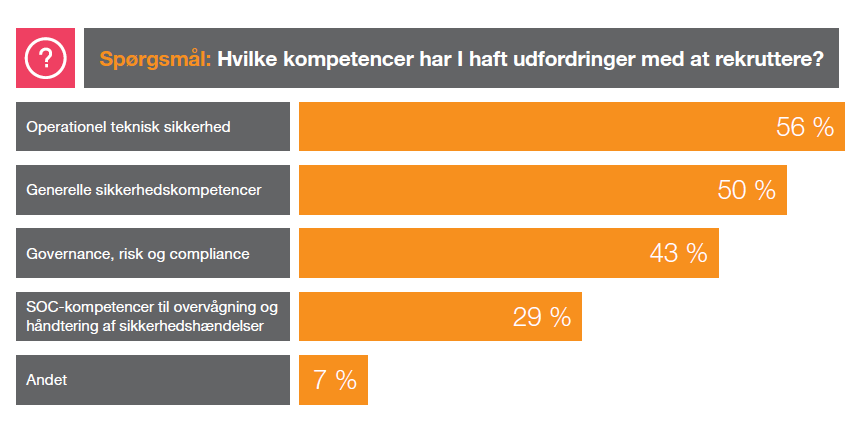 ?
Spørgsmål: Hvilke kompetencer har I haft udfordringer med at rekruttere?
Operationel teknisk sikkerhed
56 %
Generelle sikkerhedskompetencer
50 %
Governance, risk og compliance
43 %
SOC-kompetencer til overvågning og
håndtering af sikkerhedshændelser
29 %
Andet
7 %